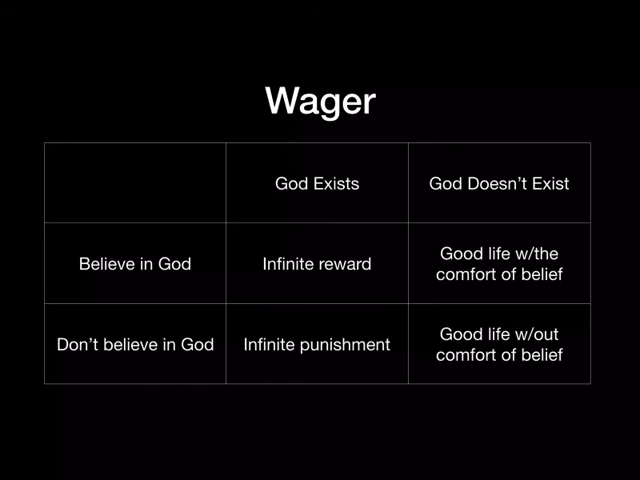 Wager
God Exists
God Doesn’t Exist
Believe in God
Infinite reward
Good life w/the
comfort of belief
Don’t believe in God
Infinite punishment
Good life w/out
comfort of belief